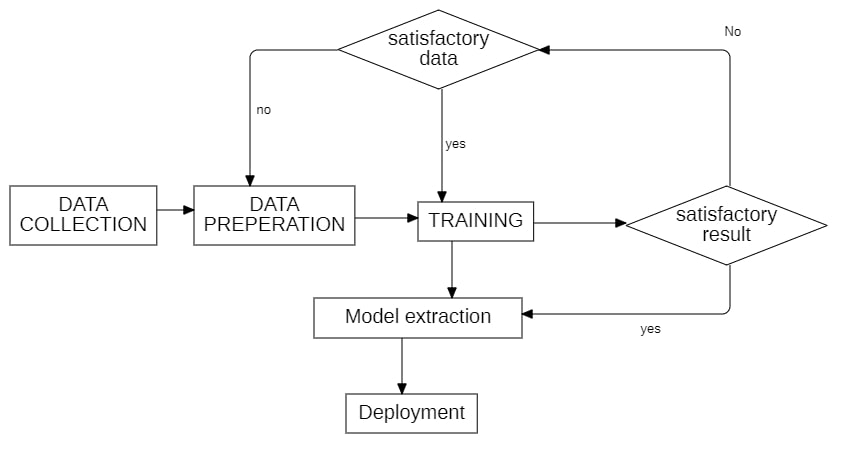 satisfactory
data
No
no
yes
DATA
COLLECTION
DATA
PREPERATION
TRAINING
satisfactory
result
Model extraction
yes
Deployment